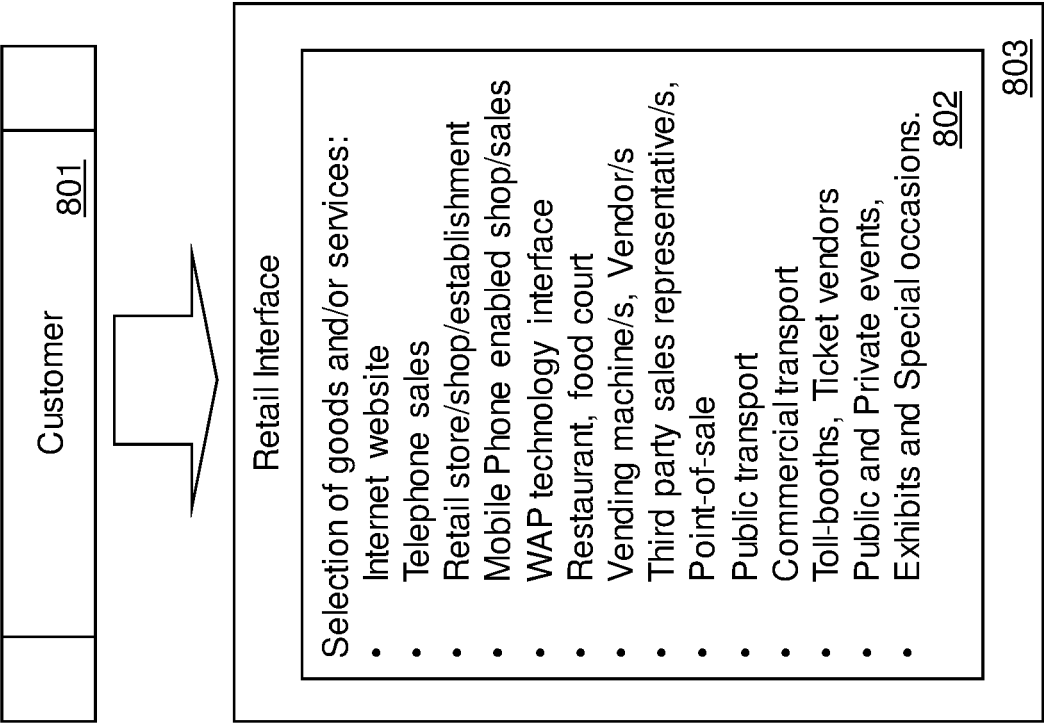 Customer
801
Retail Interface
Selection of goods and/or services:
• Internet website
• Telephone sales
• Retail store/shop/establishment
• Mobile Phone enabled shop/sales
• WAP technology interface
• Restaurant, food court
• Vending machine/s, Vendor/s
• Third party sales representative/s,
• Point-of-sale
• Public transport
• Commercial transport
• Toll-booths, Ticket vendors
• Public and Private events,
• Exhibits and Special occasions.
802
803